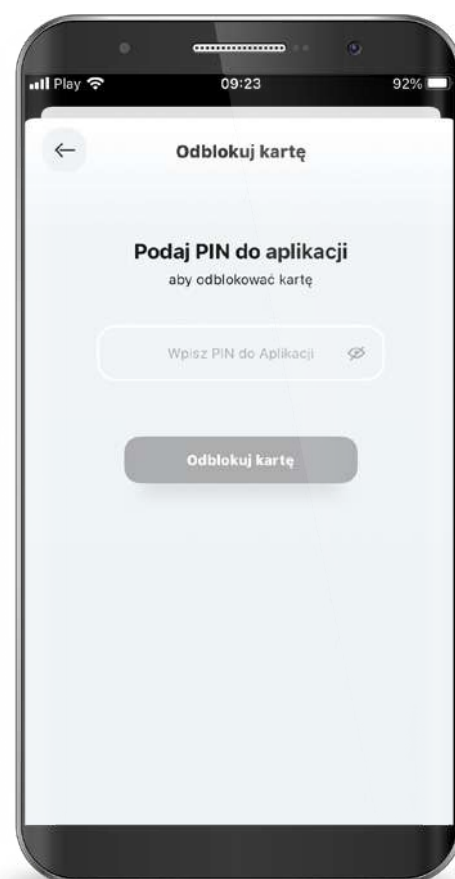 Play 09:23 92%
Odblokuj kartę
Podaj PIN do aplikacji
aby odblokować kartę
Wpisz PIN do Aplikacji
Odblokuj kartę